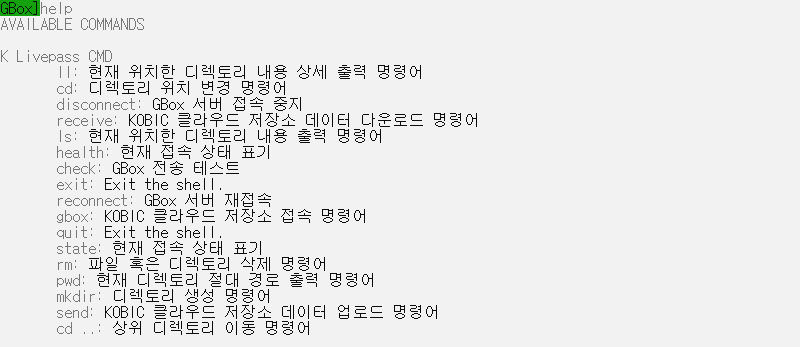 GBox]help
AVAILABLE COMMANDS
K Livepass CMD
ll: 현재 위치한 디렉토리 내용 상세 출력 명령어
cd: 디렉토리 위치 변경 명령어
disconnect: GBox 서버 접속 중지
receive: KOBIC 클라우드 저장소 데이터 다운로드 명령어
ls: 현재 위치한 디렉토리 내용 출력 명령어
health: 현재 접속 상태 표기
check: GBox 전송 테스트
exit: Exit the shell.
reconnect: GBox 서버 재접속
gbox: KOBIC 클라우드 저장소 접속 명령어
quit: Exit the shell.
state: 현재 접속 상태 표기
rm: 파일 혹은 디렉토리 삭제 명령어
pwd: 현재 디렉토리 절대 경로 출력 명령어
mkdir: 디렉토리 생성 명령어
send: KOBIC 클라우드 저장소 데이터 업로드 명령어
cd ..: 상위 디렉토리 이동 명령어